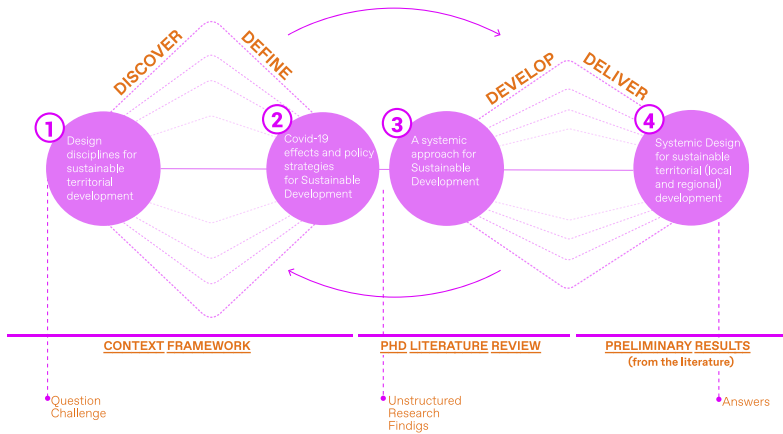 DISCOVER
DEFINE
DEVELOP
DELIVER
1
Design
disciplines for
sustainable
territorial
development
2
Covid-19
effects and policy
strategies
for Sustainable
Development
3
A systemic
approach for
Sustainable
Development
4
Systemic Design
for sustainable
territorial (local
and regional)
development
CONTEXT FRAMEWORK
PHD LITERATURE REVIEW
PRELIMINARY RESULTS
(from the literature)
Question
Challenge
Unstructured
Research
Findigs
Answers